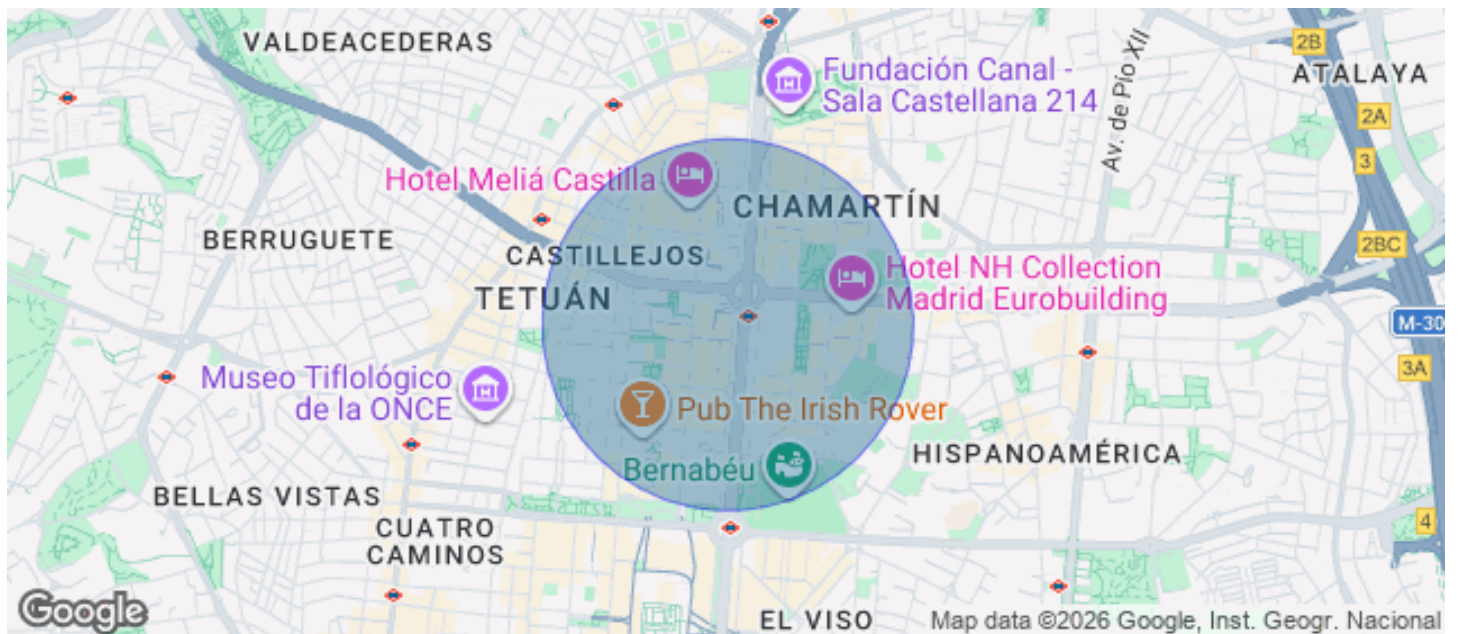 VALDEACEDERAS
Fundación Canal -
Sala Castellana 214
Av. de Pío XII
2B
ATALAYA
2A
3
Hotel Meliá Castilla
CHAMARTÍN
BERRUGUETE
CASTILLEJOS
2BC
TETUÁN
Hotel NH Collection
Madrid Eurobuilding
M-30
3A
Museo Tiflológico
de la ONCE
Pub The Irish Rover
HISPANOAMÉRICA
Bernabéu
BELLAS VISTAS
CUATRO
CAMINOS
4
Google
EL VISO
Map data ©2026 Google, Inst. Geogr. Nacional